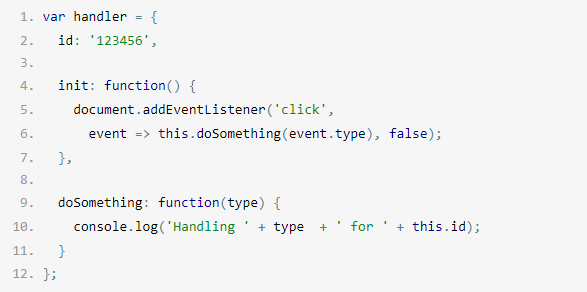 1. var handler = {
2.   id: '123456',
3.
4.   init: function() {
5.     document.addEventListener('click',
6.       event => this.doSomething(event.type), false);
7.   },
8.
9.   doSomething: function(type) {
10.     console.log('Handling ' + type  + ' for ' + this.id);
11.   }
12. };